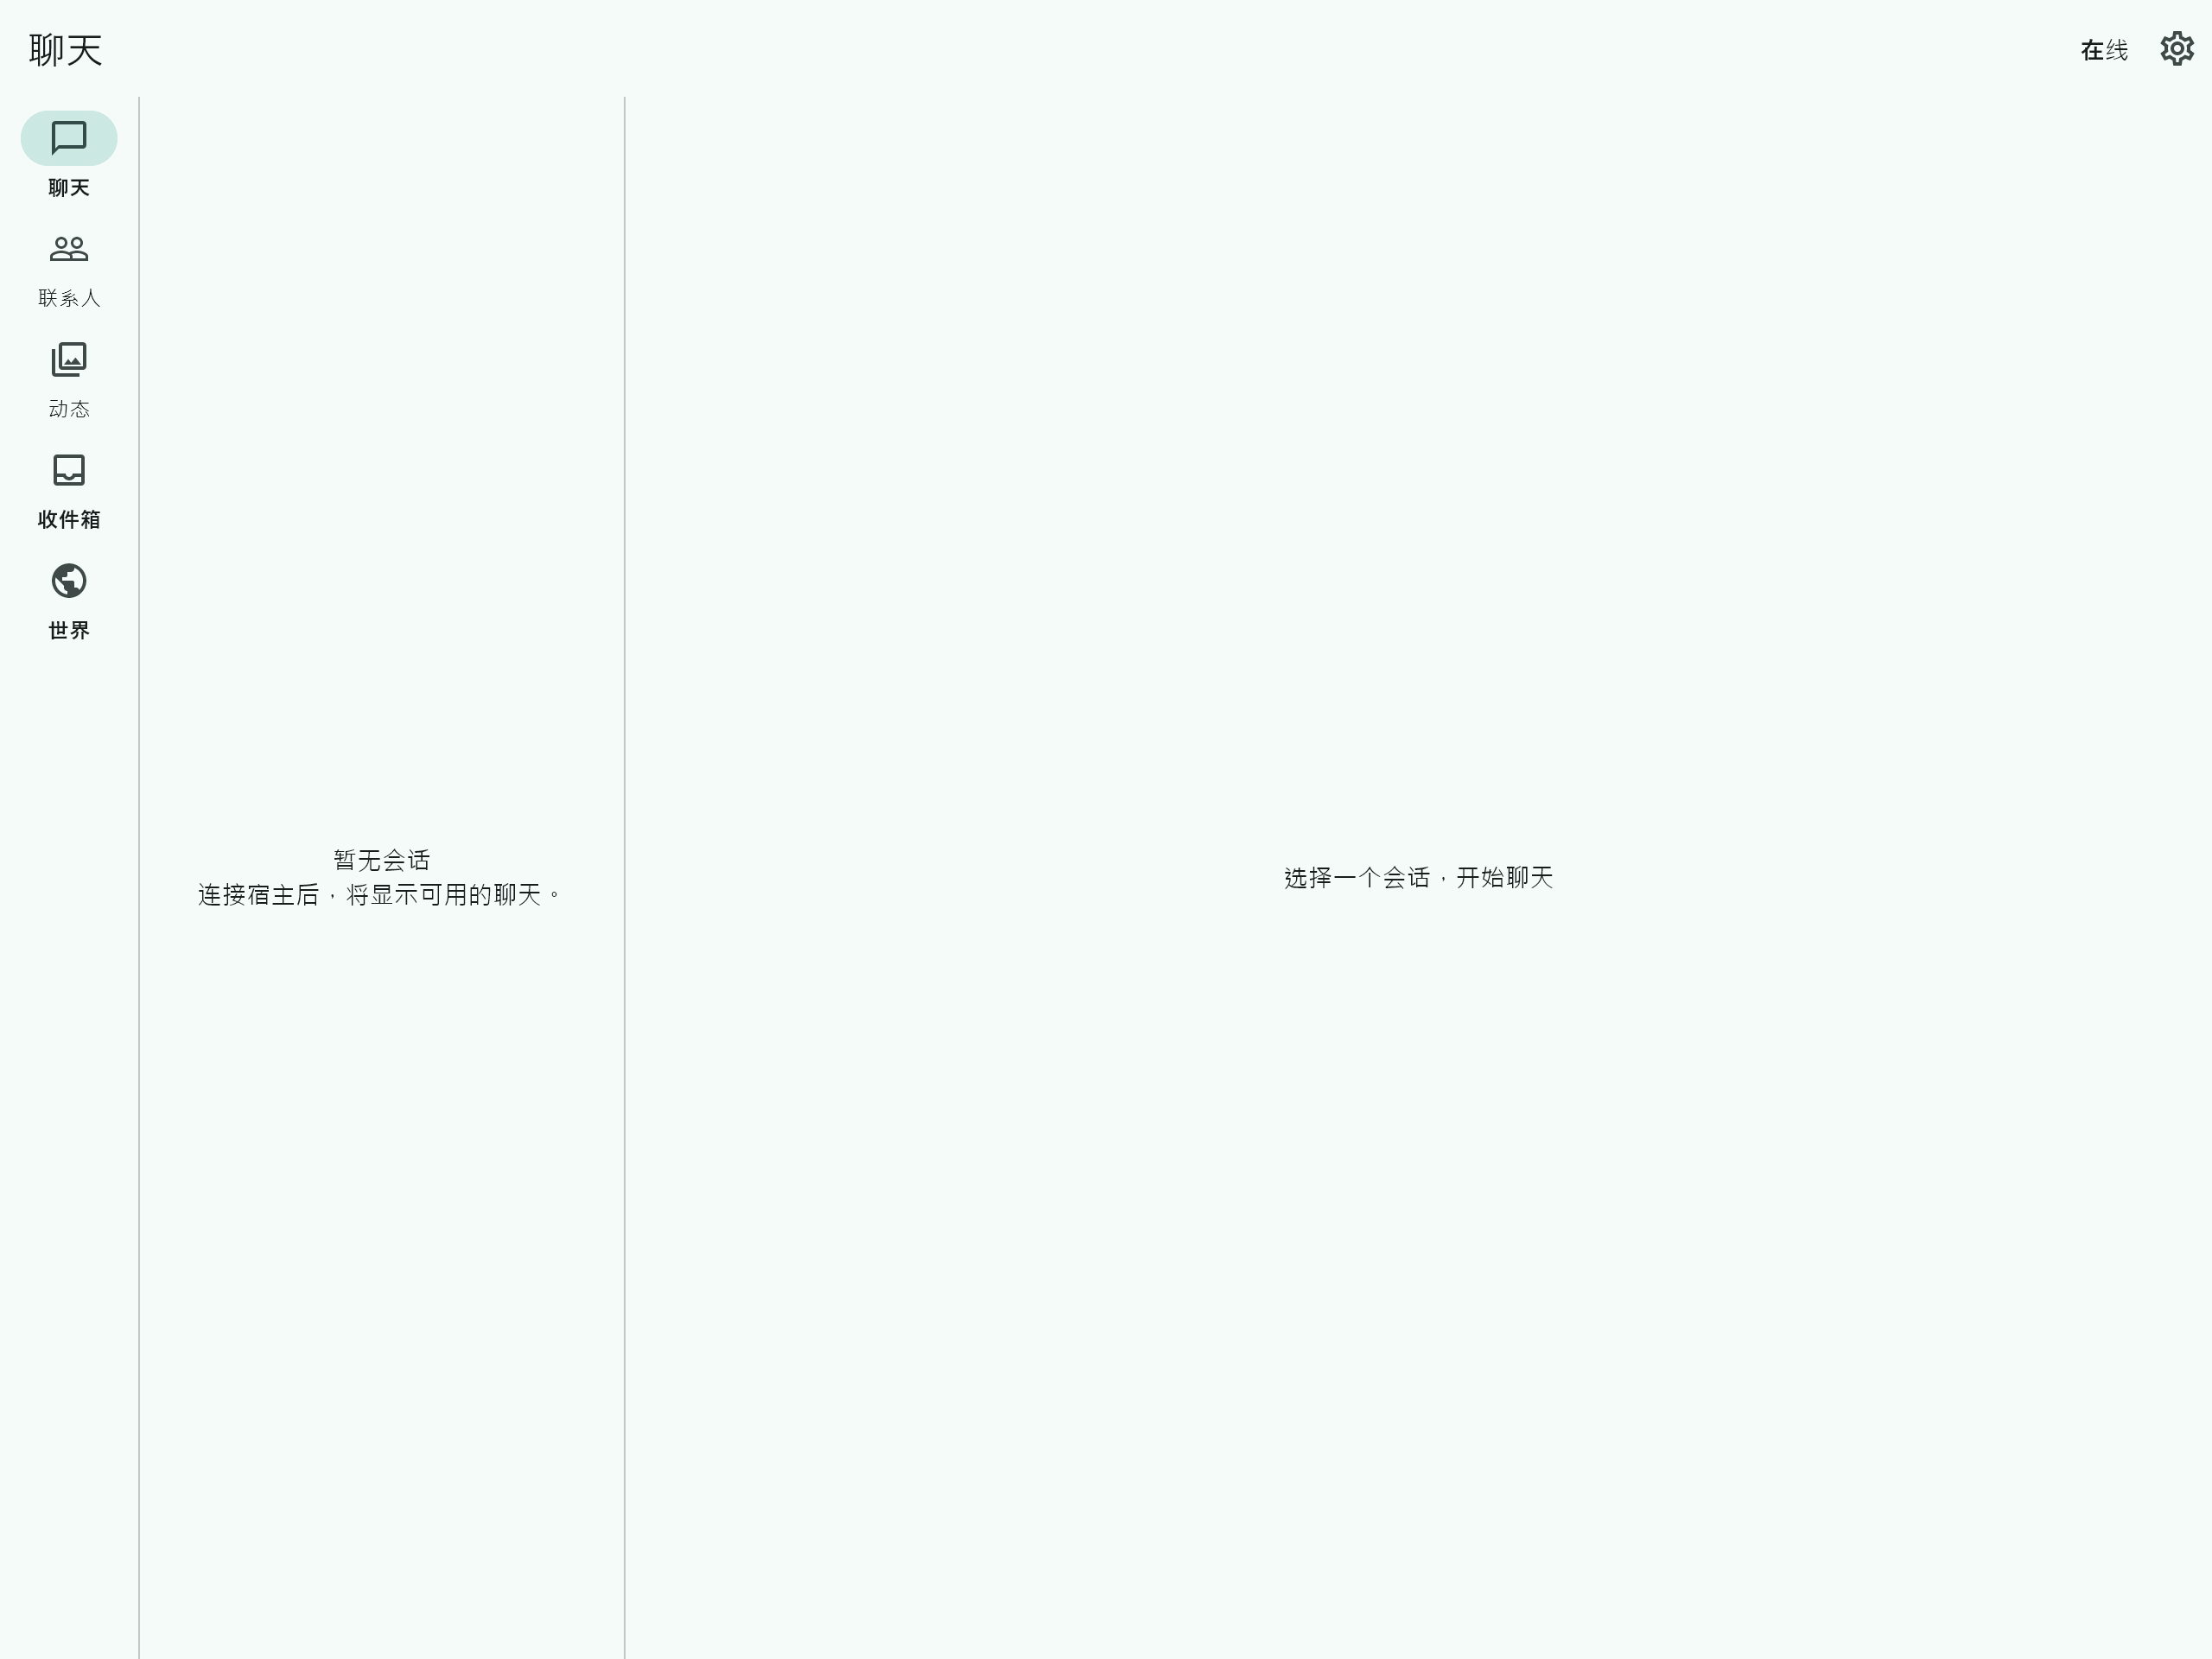 聊天
在线
聊天
联系人
动态
收件箱
世界
暂无会话
连接宿主后，将显示可用的聊天。
选择一个会话，开始聊天